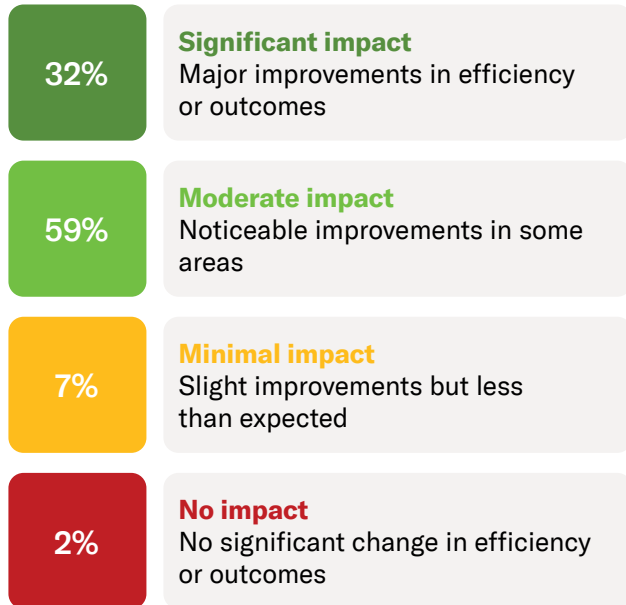 32%
Significant impact
Major improvements in efficiency
or outcomes
59%
Moderate impact
Noticeable improvements in some
areas
7%
Minimal impact
Slight improvements but less
than expected
2%
No impact
No significant change in efficiency
or outcomes